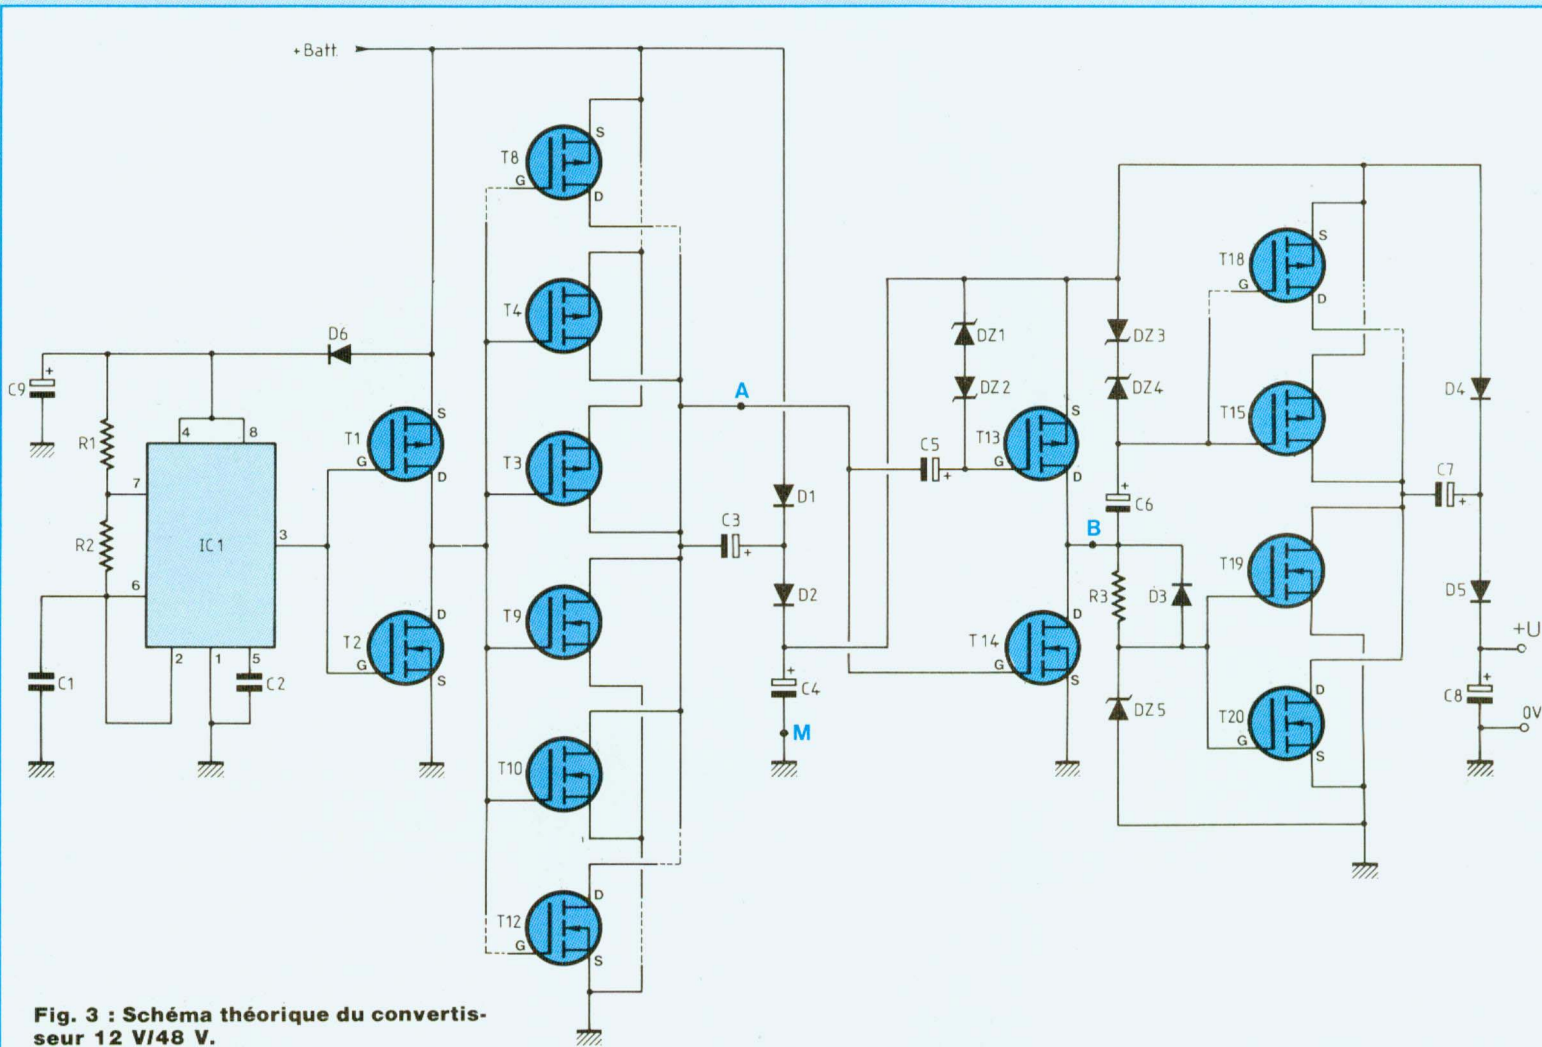 +Batt.
T8
S
G
D
T4
T3
T9
T10
T12
D
G
S
D6
C9
+
R1
R2
4
8
7
6
3
2
1
5
IC1
C1
C2
T1
S
G
D
T2
D
G
S
A
C3
+
D1
D2
+
C4
M
DZ1
DZ2
C5
+
T13
S
G
D
T14
D
G
S
B
DZ3
DZ4
+
C6
R3
D3
DZ5
T18
S
G
D
T15
T19
T20
D
G
S
C7
+
D4
D5
+U
+
C8
0V
Fig. 3 : Schéma théorique du convertis-
seur 12 V/48 V.